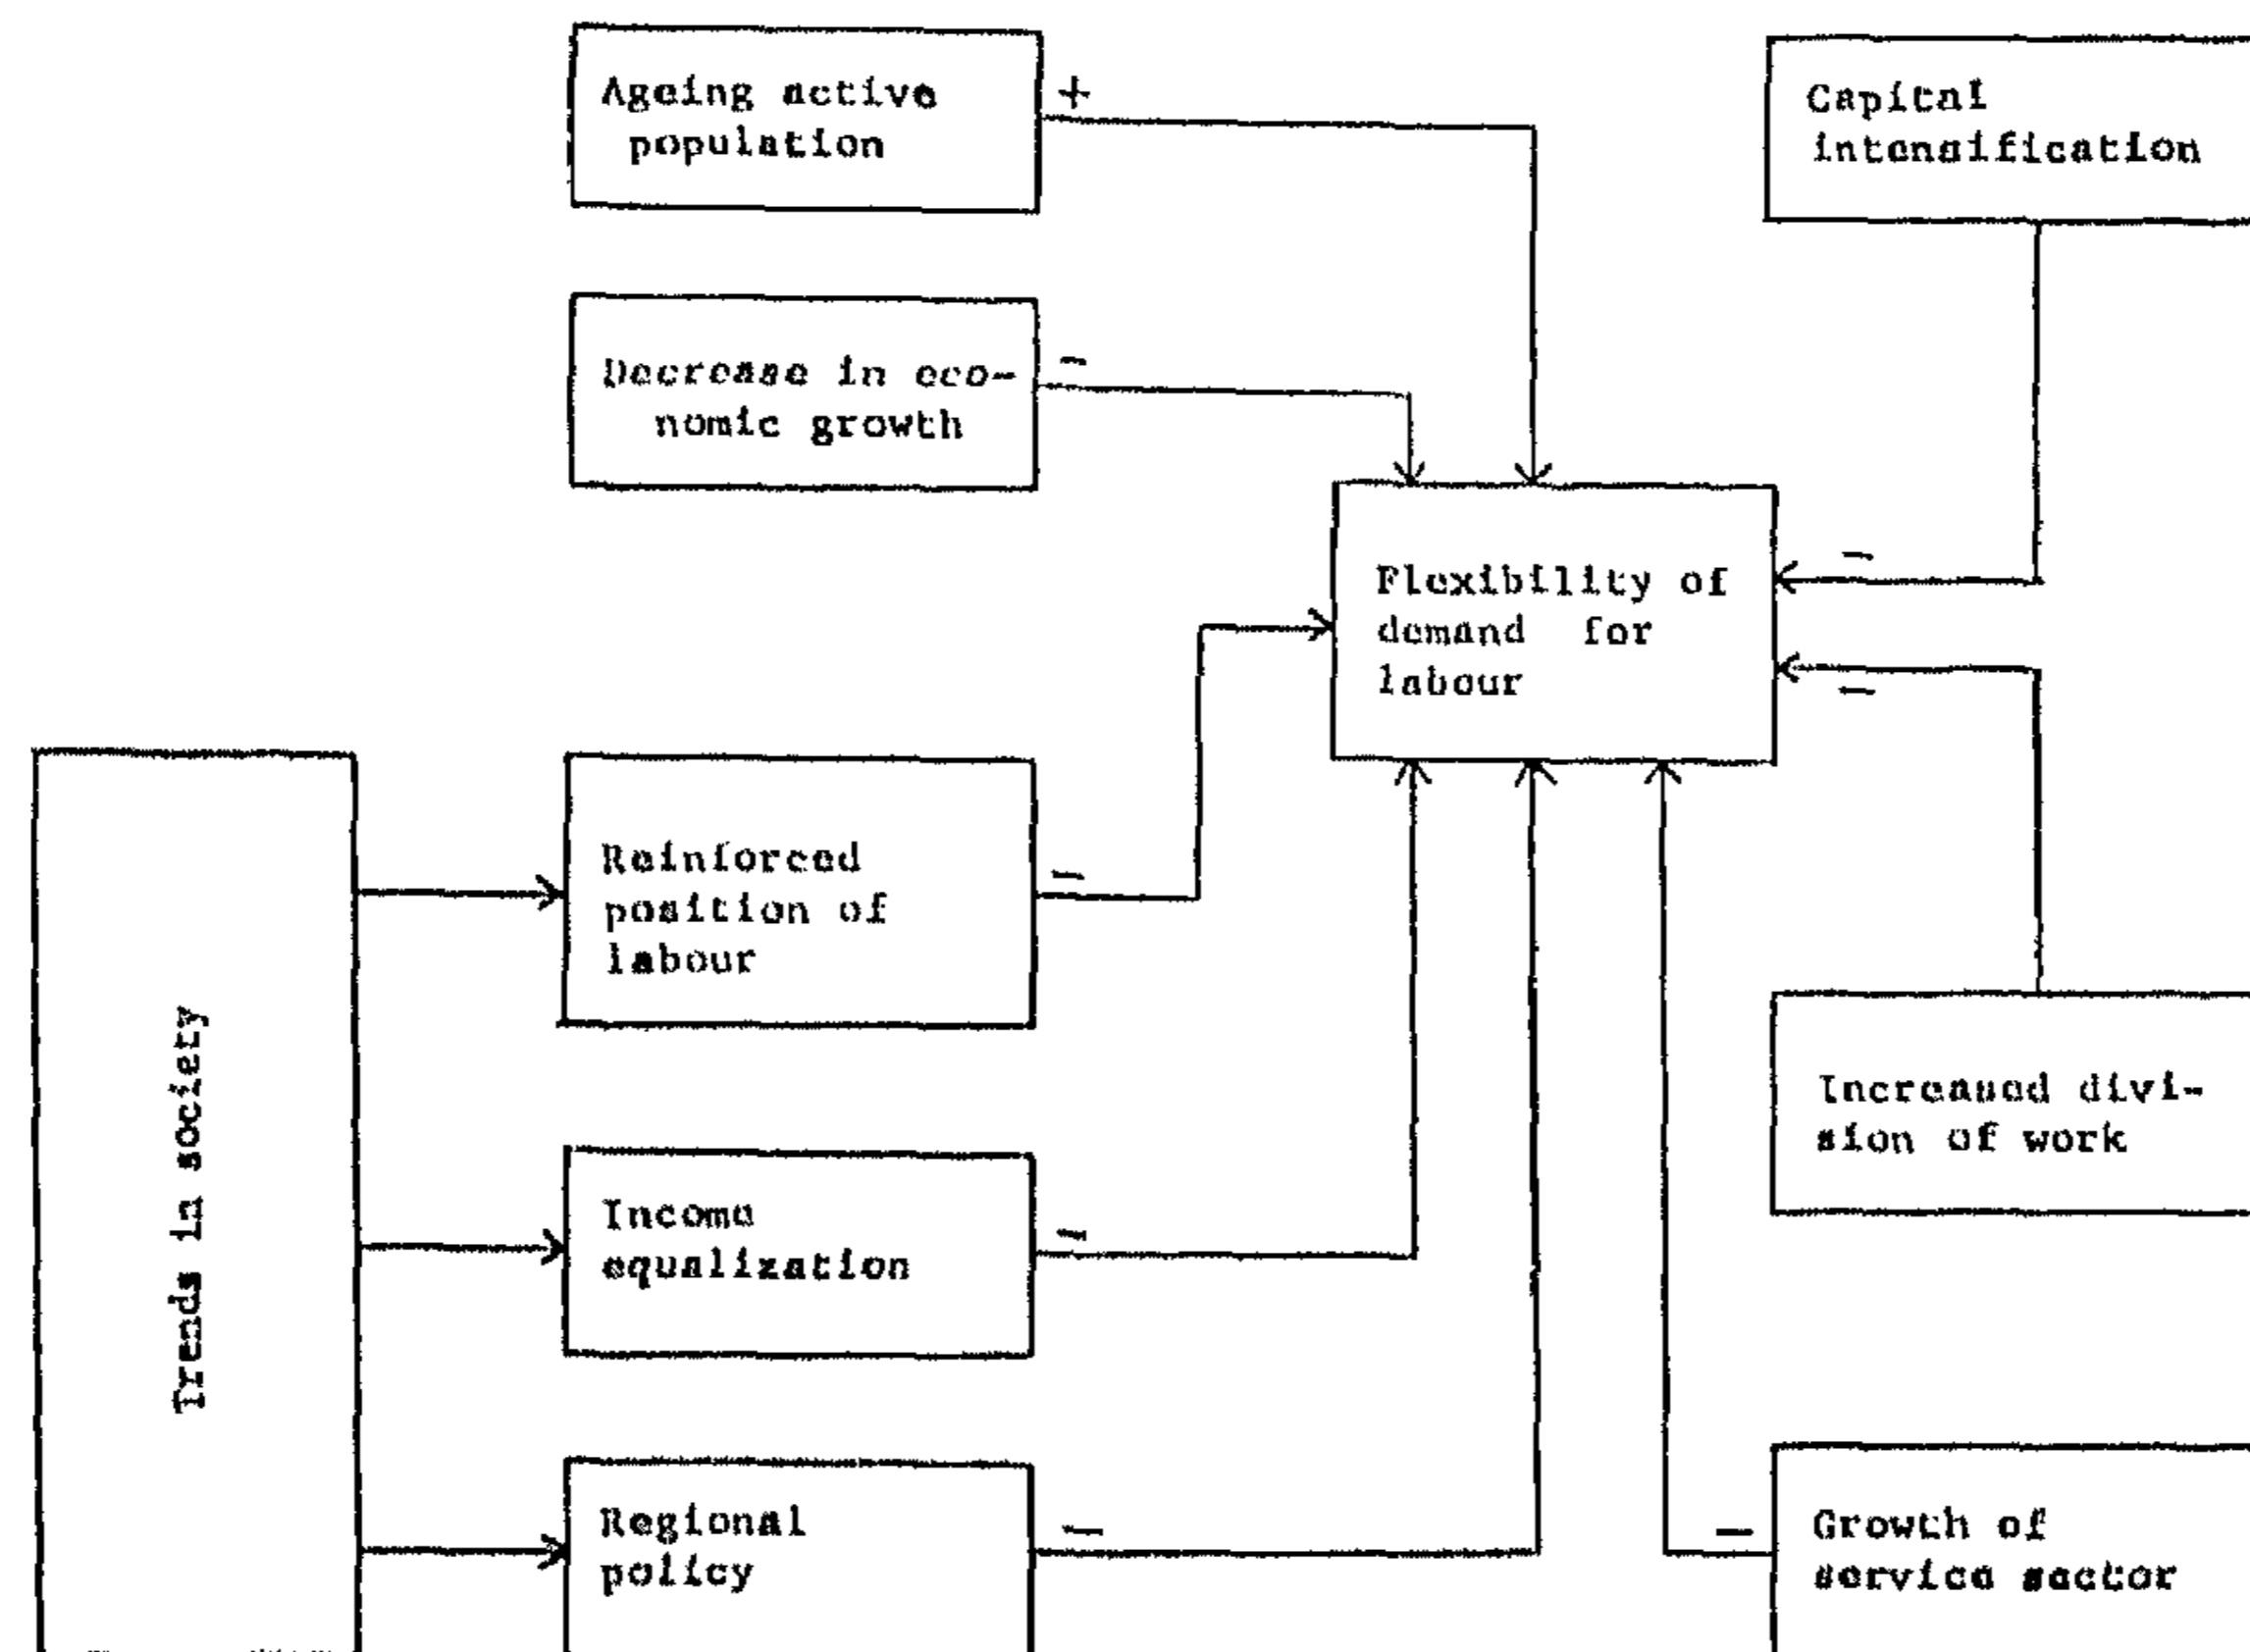 Ageing active
population
+
Capital
intensification
Decrease in eco-
nomic growth
-
Flexibility of
demand for
labour
-
-
Reinforced
position of
labour
-
Trends in society
Increased divi-
sion of work
Income
equalization
-
Regional
policy
-
Growth of
service sector
-